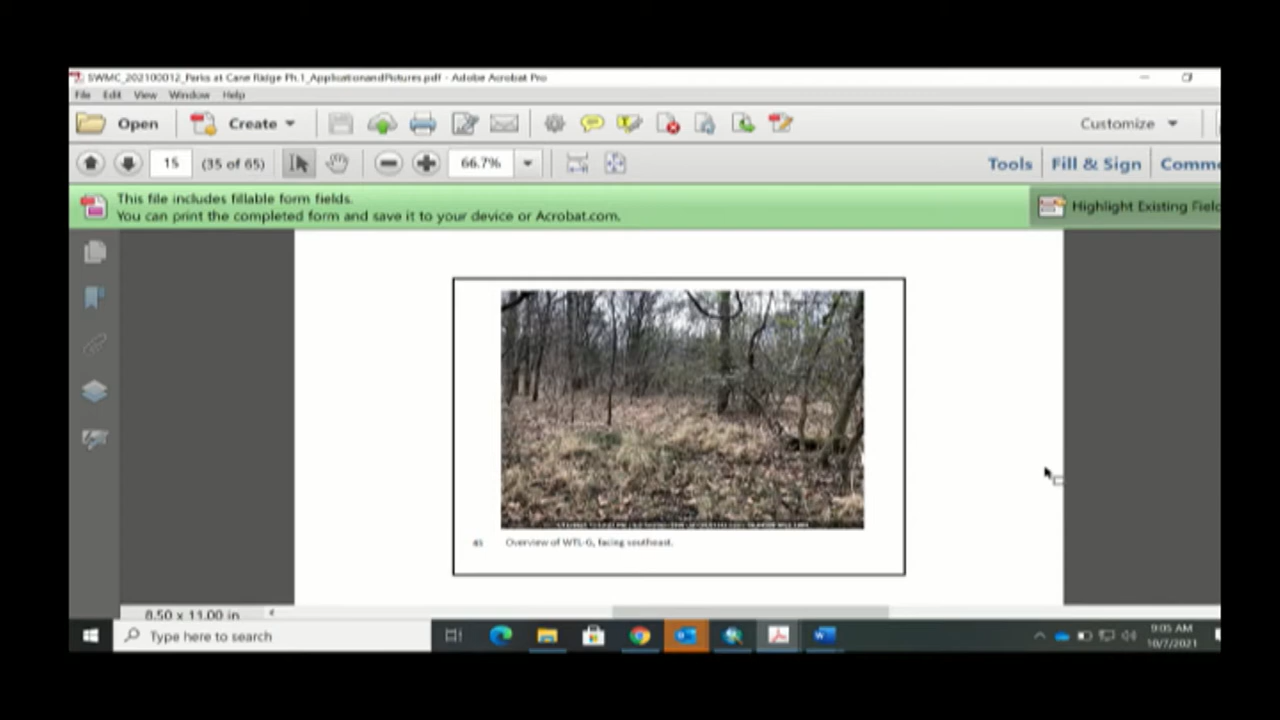 SWMC_202100012_Parks at Cane Ridge Ph.1_ApplicationandPictures.pdf - Adobe Acrobat Pro
File Edit View Window Help
Open Create Customize
15 (35 of 65) 66.7% Tools Fill & Sign Comme
This file includes fillable form fields.
You can print the completed form and save it to your device or Acrobat.com.
Highlight Existing Field
Overview of WTL-G, facing southeast.
8.50 x 11.00 in
Type here to search
9:05 AM
10/7/2021